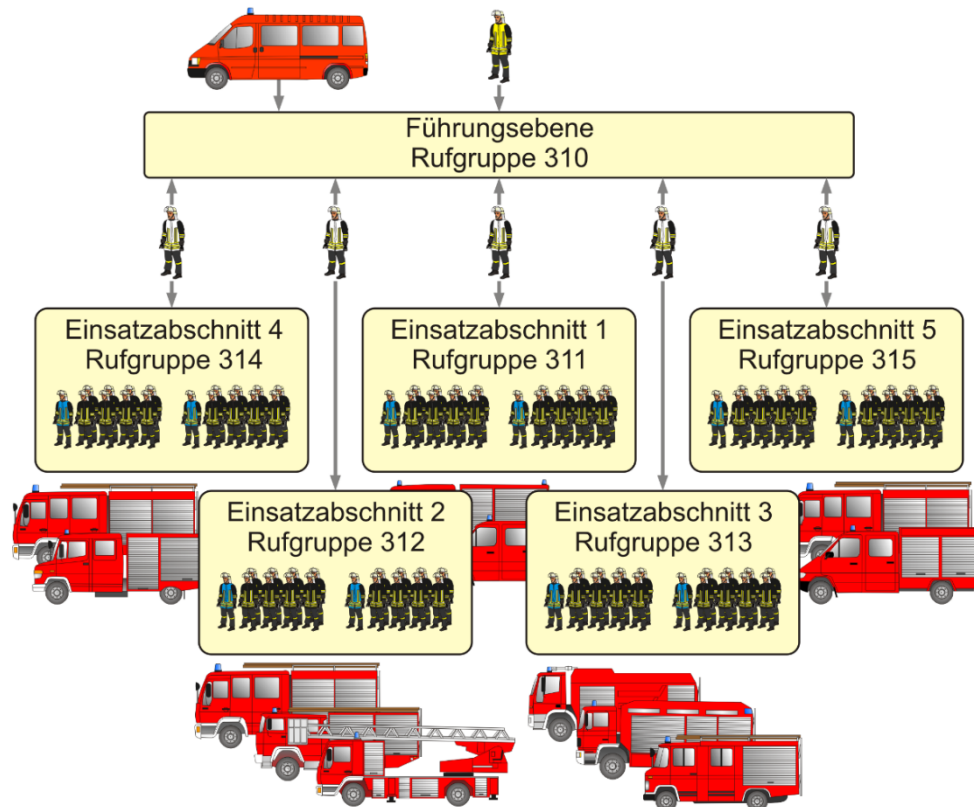 Führungsebene
Rufgruppe 310
Einsatzabschnitt 4
Rufgruppe 314
Einsatzabschnitt 1
Rufgruppe 311
Einsatzabschnitt 5
Rufgruppe 315
Einsatzabschnitt 2
Rufgruppe 312
Einsatzabschnitt 3
Rufgruppe 313